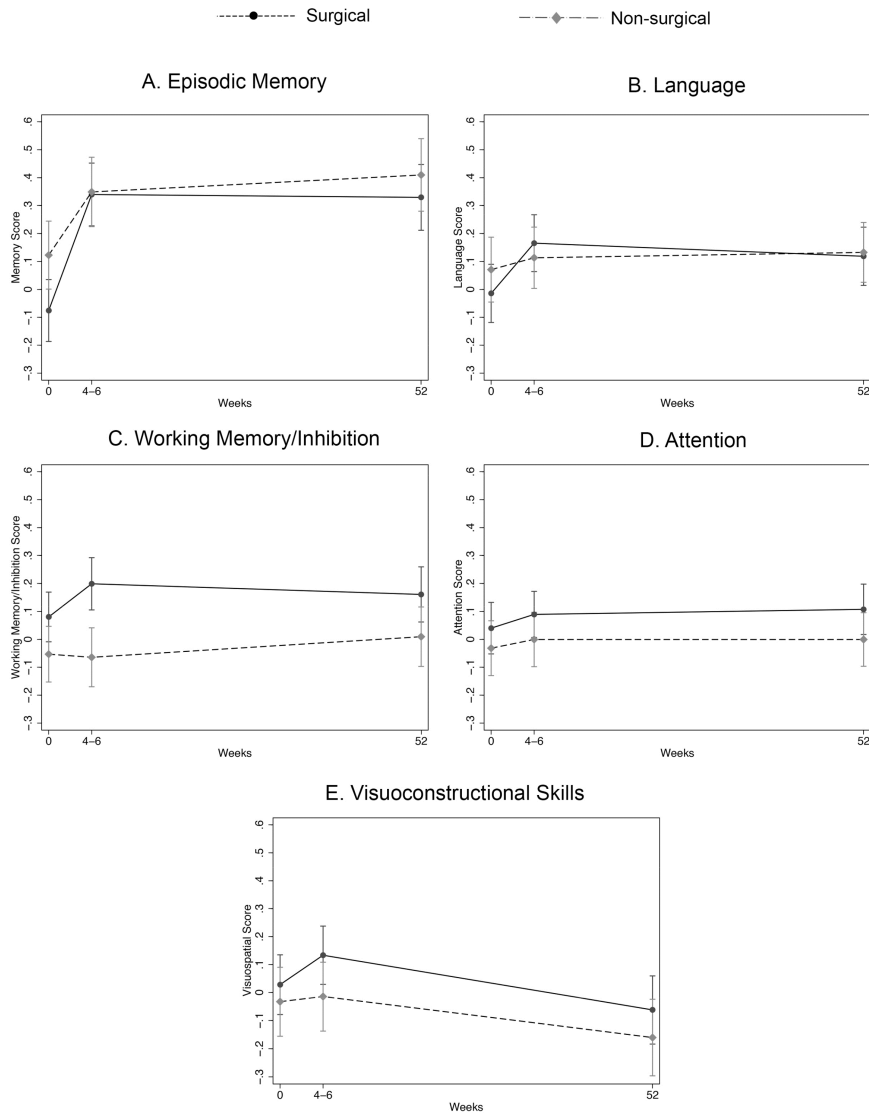 Surgical Non-surgical
A. Episodic Memory
Memory Score
.6
.5
.4
.3
.2
.1
0
-.1
-.2
-.3
0 4–6 52
Weeks
B. Language
Language Score
.6
.5
.4
.3
.2
.1
0
-.1
-.2
-.3
0 4–6 52
Weeks
C. Working Memory/Inhibition
Working Memory/Inhibition Score
.6
.5
.4
.3
.2
.1
0
-.1
-.2
-.3
0 4–6 52
Weeks
D. Attention
Attention Score
.6
.5
.4
.3
.2
.1
0
-.1
-.2
-.3
0 4–6 52
Weeks
E. Visuoconstructional Skills
Visuospatial Score
.6
.5
.4
.3
.2
.1
0
-.1
-.2
-.3
0 4–6 52
Weeks